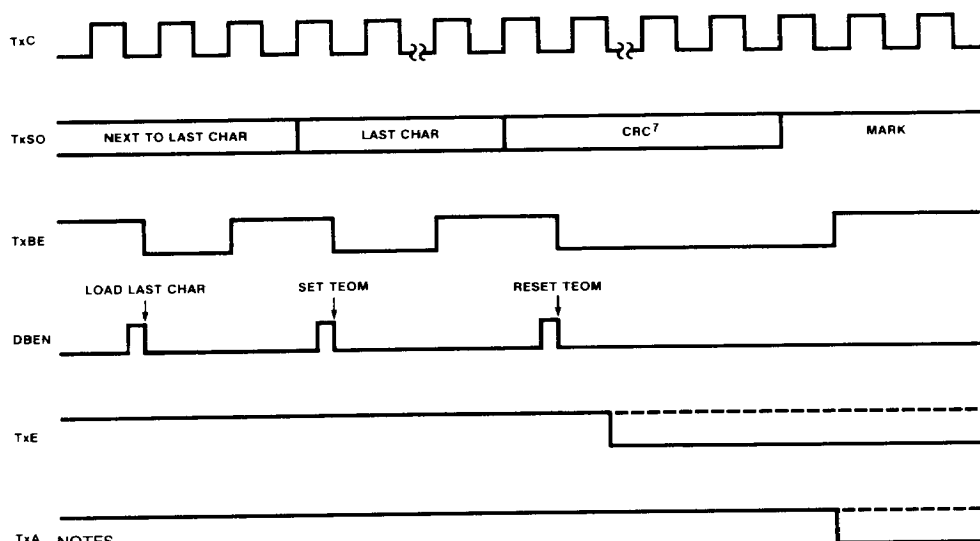 TxC
TxSO NEXT TO LAST CHAR LAST CHAR CRC7 MARK
TxBE
LOAD LAST CHAR SET TEOM RESET TEOM
DBEN
TxE
TxA NOTES